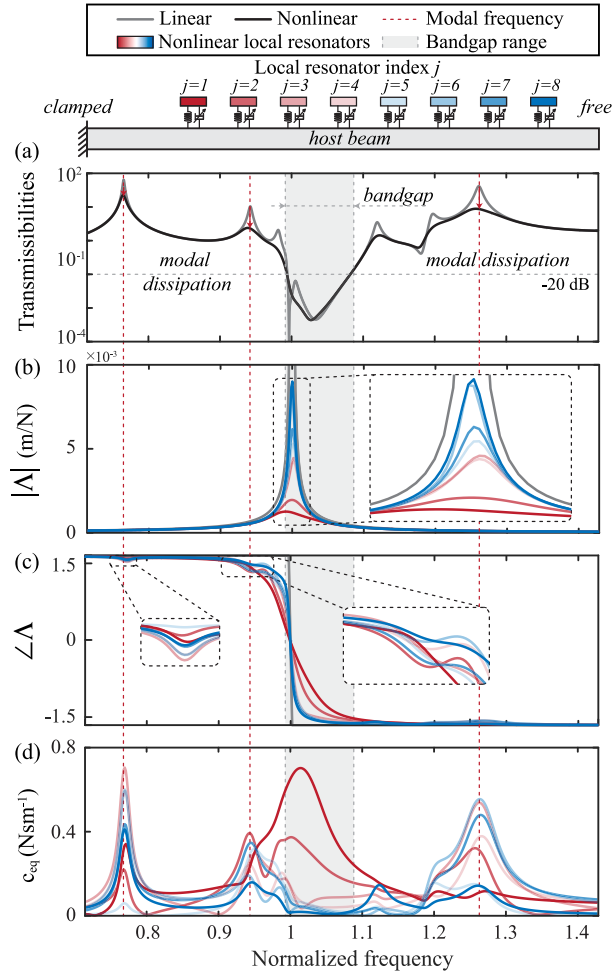 Linear Nonlinear Modal frequency
Nonlinear local resonators Bandgap range
Local resonator index j
clamped j=1 j=2 j=3 j=4 j=5 j=6 j=7 j=8 free
host beam
(a)
Transmissibilities
10²
10⁻¹
10⁻⁴
bandgap
modal dissipation
modal dissipation
-20 dB
(b)
×10⁻³
|Λ| (m/N)
10
5
0
(c)
∠Λ
1.5
0
-1.5
(d)
c_eq (Nsm⁻¹)
0.8
0.4
0
0.8 0.9 1 1.1 1.2 1.3 1.4
Normalized frequency